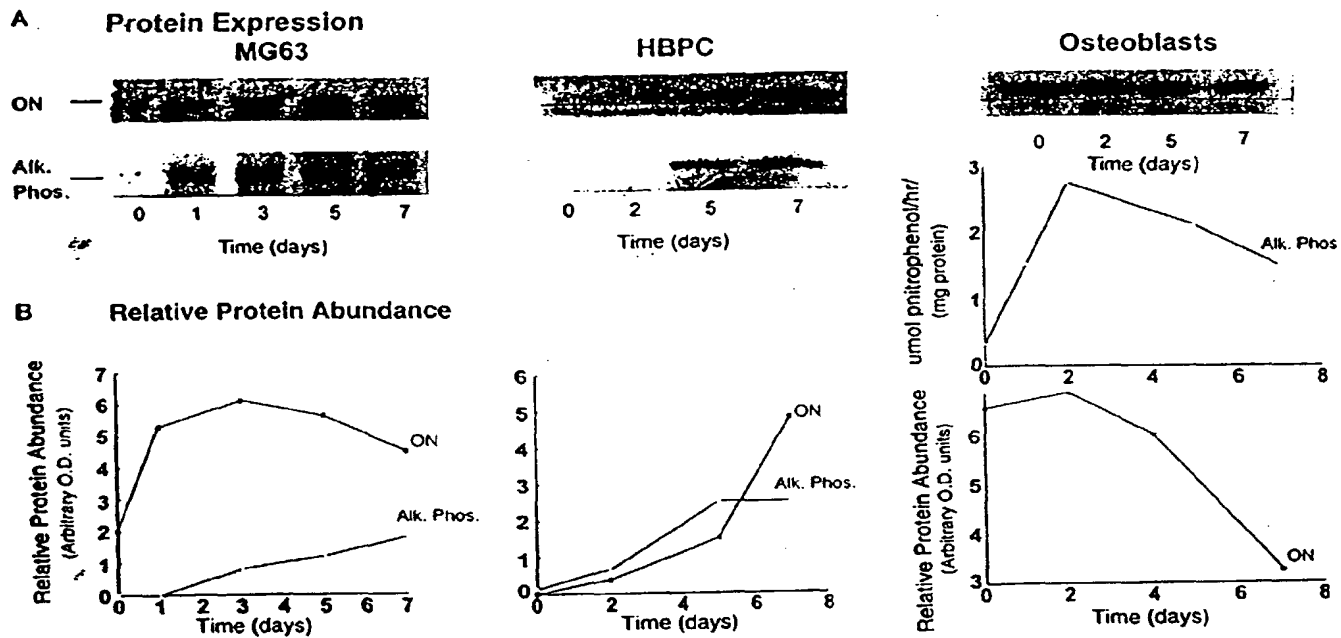 A
Protein Expression
MG63
ON
Alk.
Phos.
0 1 3 5 7
Time (days)
HBPC
0 2 5 7
Time (days)
Osteoblasts
0 2 5 7
Time (days)
umol pnitrophenol/hr/
(mg protein)
3
2
1
0
Alk. Phos
0 2 4 6 8
B Relative Protein Abundance
Relative Protein Abundance
(Arbitrary O.D. units)
7
6
5
4
3
2
1
0
ON
Alk. Phos.
0 1 2 3 4 5 6 7
Time (days)
6
5
4
3
2
1
0
ON
Alk. Phos.
0 2 4 6 8
Time (days)
Relative Protein Abundance
(Arbitrary O.D. units)
6
5
4
3
ON
0 2 4 6 8
Time (days)